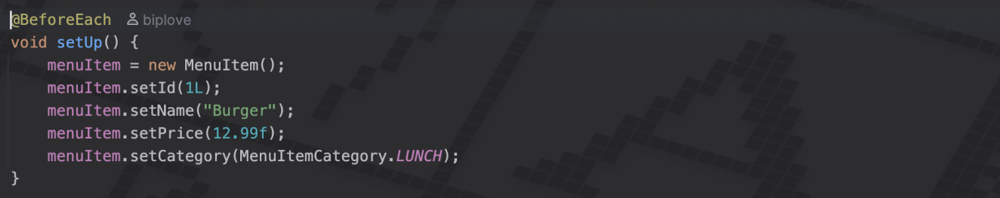 @BeforeEach biplove
void setUp() {
    menuItem = new MenuItem();
    menuItem.setId(1L);
    menuItem.setName("Burger");
    menuItem.setPrice(12.99f);
    menuItem.setCategory(MenuItemCategory.LUNCH);
}